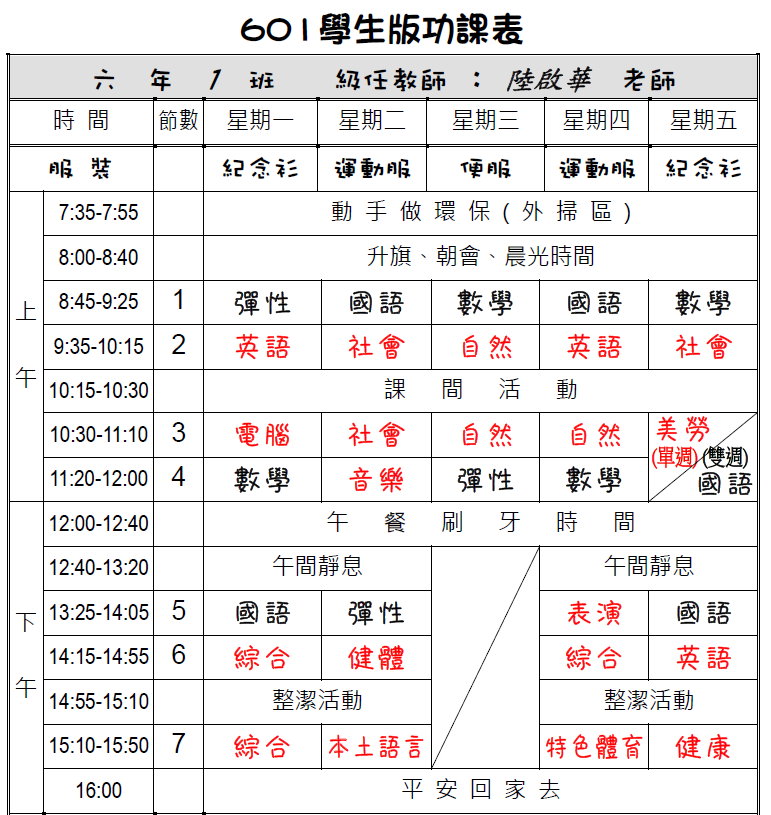 601學生版功課表
六 年 1 班 級任教師 : 陸啟華 老師
時 間 節數 星期一 星期二 星期三 星期四 星期五
服 裝 紀念衫 運動服 便服 運動服 紀念衫
上午
7:35-7:55 動 手 做 環 保 ( 外 掃 區 )
8:00-8:40 升旗、朝會、晨光時間
8:45-9:25 1 彈性 國語 數學 國語 數學
9:35-10:15 2 英語 社會 自然 英語 社會
10:15-10:30 課 間 活 動
10:30-11:10 3 電腦 社會 自然 自然 美勞
(單週) (雙週)
11:20-12:00 4 數學 音樂 彈性 數學 國語
下午
12:00-12:40 午 餐 刷 牙 時 間
12:40-13:20 午間靜息 午間靜息
13:25-14:05 5 國語 彈性 表演 國語
14:15-14:55 6 綜合 健體 綜合 英語
14:55-15:10 整潔活動 整潔活動
15:10-15:50 7 綜合 本土語言 特色體育 健康
16:00 平 安 回 家 去